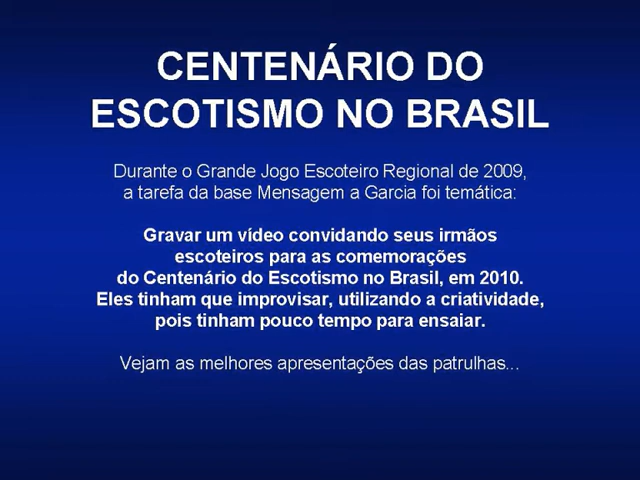 CENTENÁRIO DO
ESCOTISMO NO BRASIL
Durante o Grande Jogo Escoteiro Regional de 2009,
a tarefa da base Mensagem a Garcia foi temática:
Gravar um vídeo convidando seus irmãos
escoteiros para as comemorações
do Centenário do Escotismo no Brasil, em 2010.
Eles tinham que improvisar, utilizando a criatividade,
pois tinham pouco tempo para ensaiar.
Vejam as melhores apresentações das patrulhas...